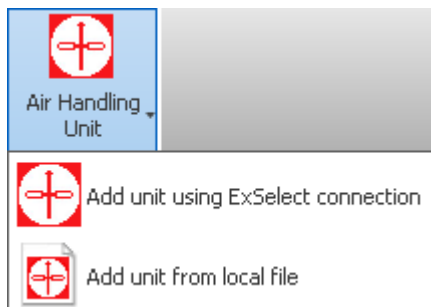 Air Handling
Unit
Add unit using ExSelect connection
Add unit from local file